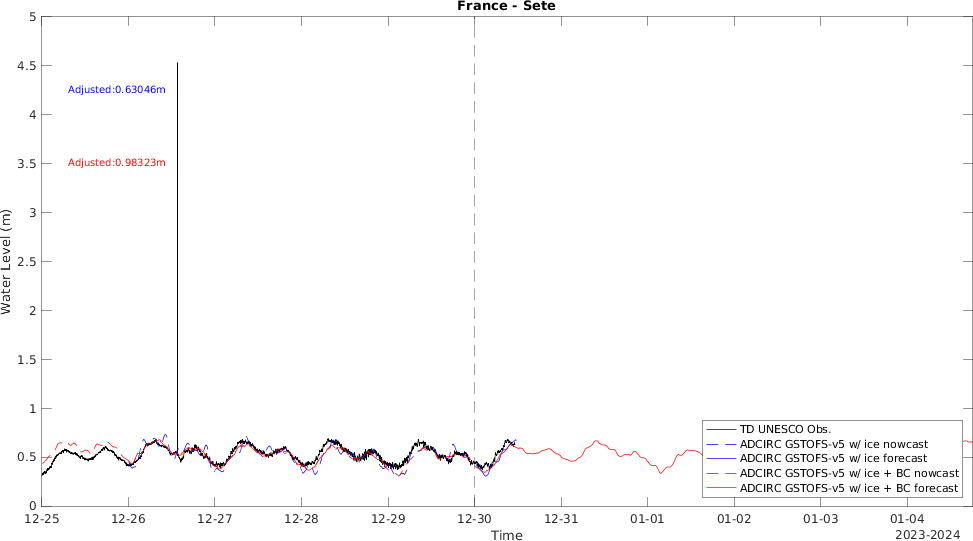 France - Sete
5
4.5
4
3.5
3
2.5
2
1.5
1
0.5
0
Water Level (m)
Adjusted:0.63046m
Adjusted:0.98323m
TD UNESCO Obs.
ADCIRC GSTOFS-v5 w/ ice nowcast
ADCIRC GSTOFS-v5 w/ ice forecast
ADCIRC GSTOFS-v5 w/ ice + BC nowcast
ADCIRC GSTOFS-v5 w/ ice + BC forecast
12-25 12-26 12-27 12-28 12-29 12-30 12-31 01-01 01-02 01-03 01-04
Time
2023-2024